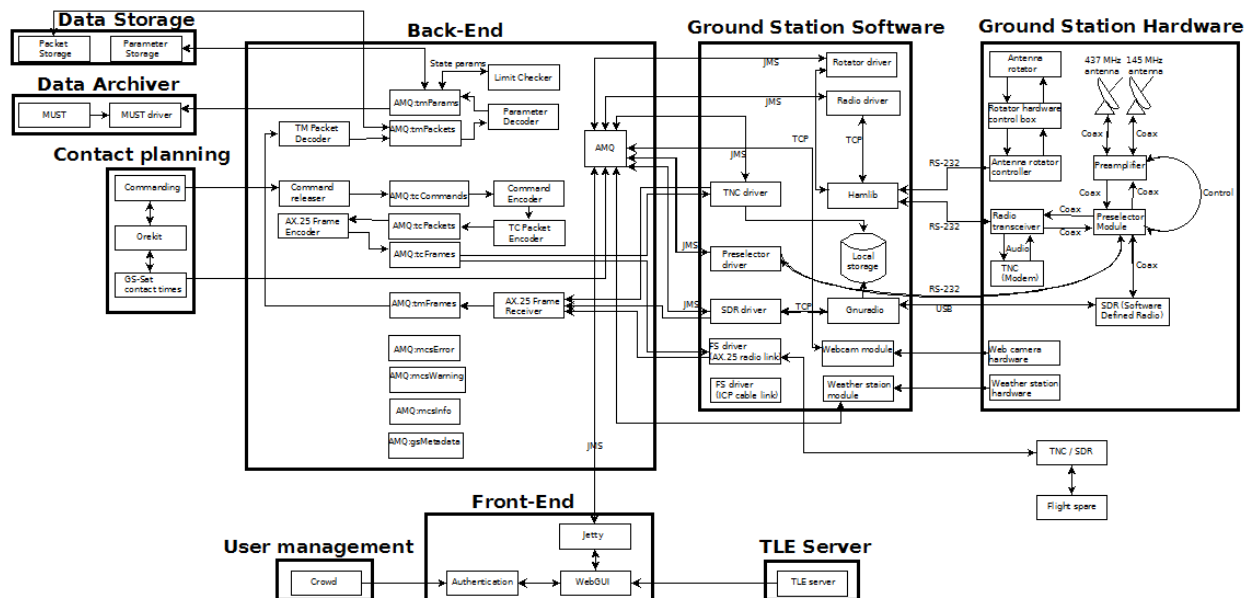 Data Storage
Packet
Storage
Parameter
Storage
Data Archiver
MUST
MUST driver
Contact planning
Commanding
Orekit
GS-Sat
contact times
Back-End
State params
Limit Checker
AMQ:tmParams
Parameter
Decoder
TM Packet
Decoder
AMQ:tmPackets
AMQ
Command
releaser
AMQ:tcCommands
Command
Encoder
AX.25 Frame
Encoder
AMQ:tcPackets
TC Packet
Encoder
AMQ:tcFrames
AMQ:tmFrames
AX.25 Frame
Receiver
AMQ:mcsError
AMQ:mcsWarning
AMQ:mcsInfo
AMQ:gsMetadata
JMS
Ground Station Software
JMS
Rotator driver
JMS
Radio driver
TCP
TCP
JMS
TNC driver
Hamlib
JMS
Preselector
driver
Local
storage
JMS
SDR driver
TCP
Gnuradio
FS driver
(AX.25 radio link)
Webcam module
FS driver
(ICP cable link)
Weather staion
module
RS-232
RS-232
RS-232
USB
Ground Station Hardware
Antenna
rotator
437 MHz
antenna
145 MHz
antenna
Rotator hardware
control box
Coax
Coax
Antenna rotator
controller
Preamplifier
Coax
Coax
Control
Radio
transceiver
Coax
Coax
Preselector
Module
Audio
TNC
(Modem)
Coax
SDR (Software
Defined Radio)
Web camera
hardware
Weather station
hardware
TNC / SDR
Flight spare
Front-End
Jetty
User management
Crowd
Authentication
WebGUI
TLE Server
TLE server